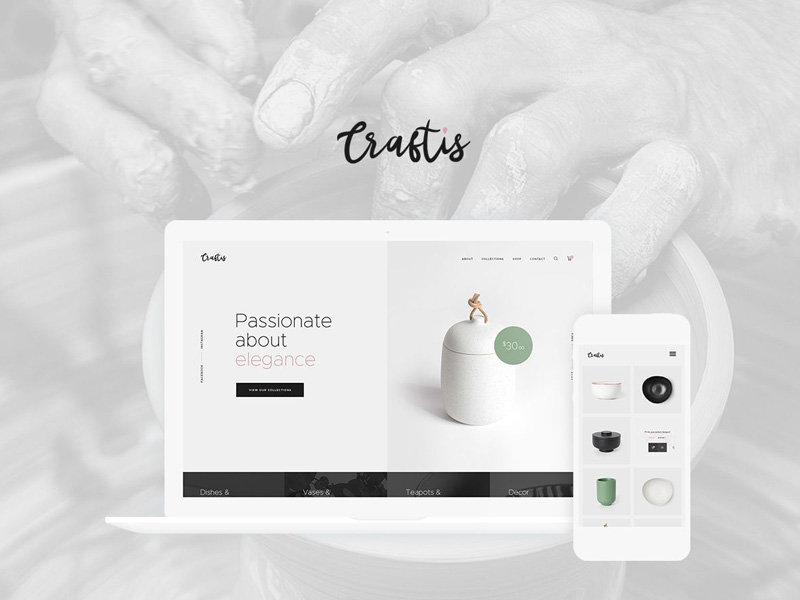 Craftis
Craftis
ABOUT COLLECTIONS SHOP CONTACT
Passionate
about
elegance
INSTAGRAM
FACEBOOK
VIEW OUR COLLECTIONS
$30
Dishes &
Vases &
Teapots &
Decor
Craftis